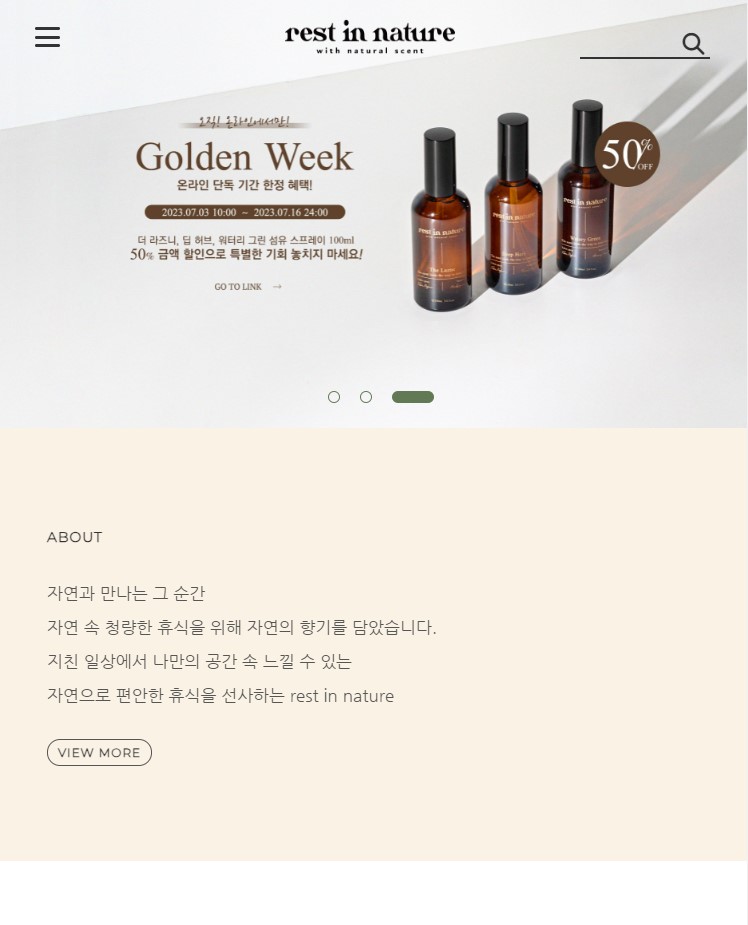 rest in nature
with natural scent
오직! 온라인에서만!
Golden Week
온라인 단독 기간 한정 혜택!
2023.07.03 10:00 ~ 2023.07.16 24:00
더 라즈니, 딥 허브, 워터리 그린 섬유 스프레이 100ml
50% 금액 할인으로 특별한 기회 놓치지 마세요!
GO TO LINK →
50% OFF
rest in nature
rest in nature
rest in nature
ABOUT
자연과 만나는 그 순간
자연 속 청량한 휴식을 위해 자연의 향기를 담았습니다.
지친 일상에서 나만의 공간 속 느낄 수 있는
자연으로 편안한 휴식을 선사하는 rest in nature
VIEW MORE